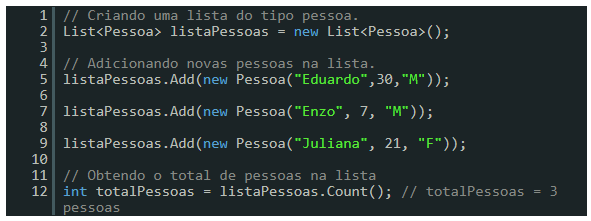 1 // Criando uma lista do tipo pessoa.
2 List<Pessoa> listaPessoas = new List<Pessoa>();
3
4 // Adicionando novas pessoas na lista.
5 listaPessoas.Add(new Pessoa("Eduardo",30,"M"));
6
7 listaPessoas.Add(new Pessoa("Enzo", 7, "M"));
8
9 listaPessoas.Add(new Pessoa("Juliana", 21, "F"));
10
11 // Obtendo o total de pessoas na lista
12 int totalPessoas = listaPessoas.Count(); // totalPessoas = 3
pessoas